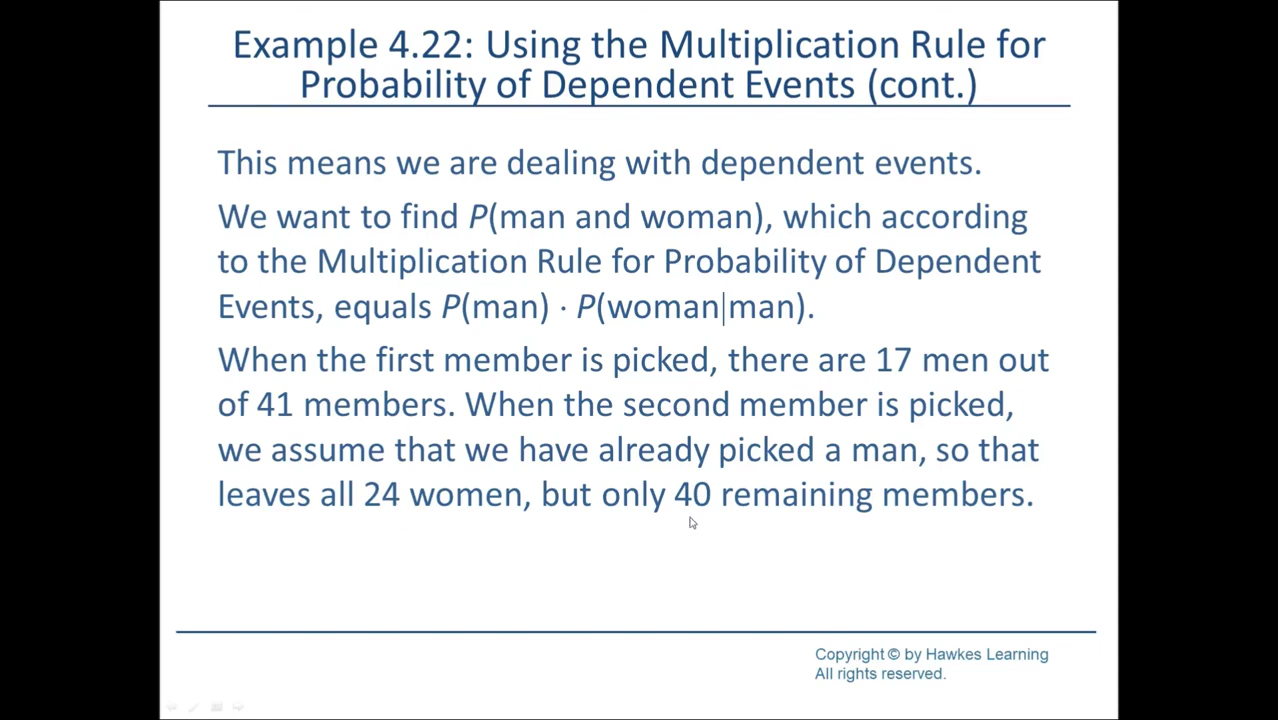 Example 4.22: Using the Multiplication Rule for
Probability of Dependent Events (cont.)
This means we are dealing with dependent events.
We want to find P(man and woman), which according
to the Multiplication Rule for Probability of Dependent
Events, equals P(man) · P(woman|man).
When the first member is picked, there are 17 men out
of 41 members. When the second member is picked,
we assume that we have already picked a man, so that
leaves all 24 women, but only 40 remaining members.
Copyright © by Hawkes Learning
All rights reserved.